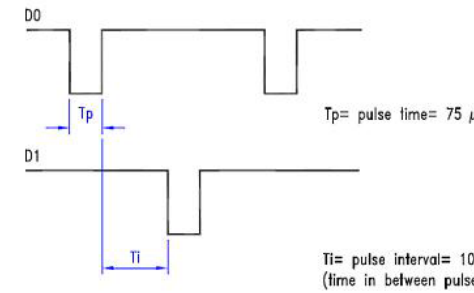 D0
Tp
Tp= pulse time= 75
D1
Ti
Ti= pulse interval= 10
(time in between pulse